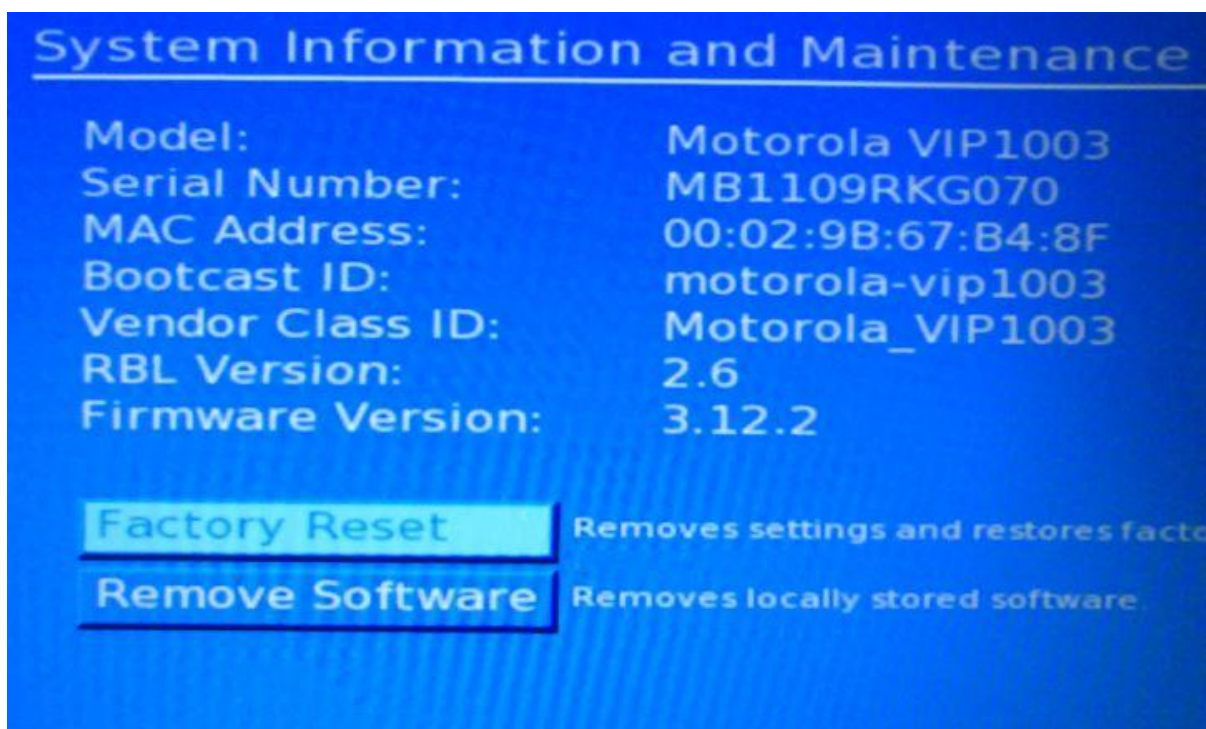 System Information and Maintenance
Model: Motorola VIP1003
Serial Number: MB1109RKG070
MAC Address: 00:02:9B:67:B4:8F
Bootcast ID: motorola-vip1003
Vendor Class ID: Motorola_VIP1003
RBL Version: 2.6
Firmware Version: 3.12.2
Factory Reset Removes settings and restores facto
Remove Software Removes locally stored software.